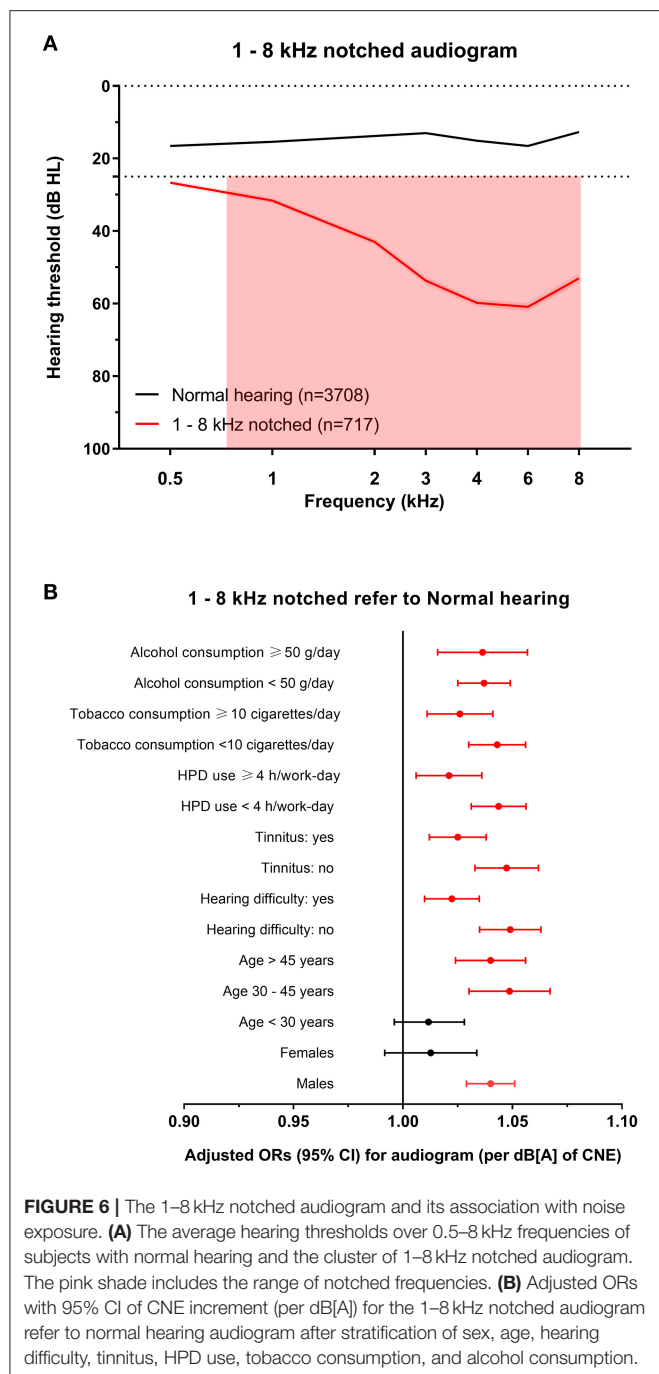 A
1 - 8 kHz notched audiogram
Hearing threshold (dB HL)
0
20
40
60
80
100
Normal hearing (n=3708)
1 - 8 kHz notched (n=717)
0.5 1 2 3 4 6 8
Frequency (kHz)
B
1 - 8 kHz notched refer to Normal hearing
Alcohol consumption ⩾ 50 g/day
Alcohol consumption < 50 g/day
Tobacco consumption ⩾ 10 cigarettes/day
Tobacco consumption <10 cigarettes/day
HPD use ⩾ 4 h/work-day
HPD use < 4 h/work-day
Tinnitus: yes
Tinnitus: no
Hearing difficulty: yes
Hearing difficulty: no
Age > 45 years
Age 30 - 45 years
Age < 30 years
Females
Males
0.90 0.95 1.00 1.05 1.10
Adjusted ORs (95% CI) for audiogram (per dB[A] of CNE)
FIGURE 6 | The 1–8 kHz notched audiogram and its association with noise
exposure. (A) The average hearing thresholds over 0.5–8 kHz frequencies of
subjects with normal hearing and the cluster of 1–8 kHz notched audiogram.
The pink shade includes the range of notched frequencies. (B) Adjusted ORs
with 95% CI of CNE increment (per dB[A]) for the 1–8 kHz notched audiogram
refer to normal hearing audiogram after stratification of sex, age, hearing
difficulty, tinnitus, HPD use, tobacco consumption, and alcohol consumption.